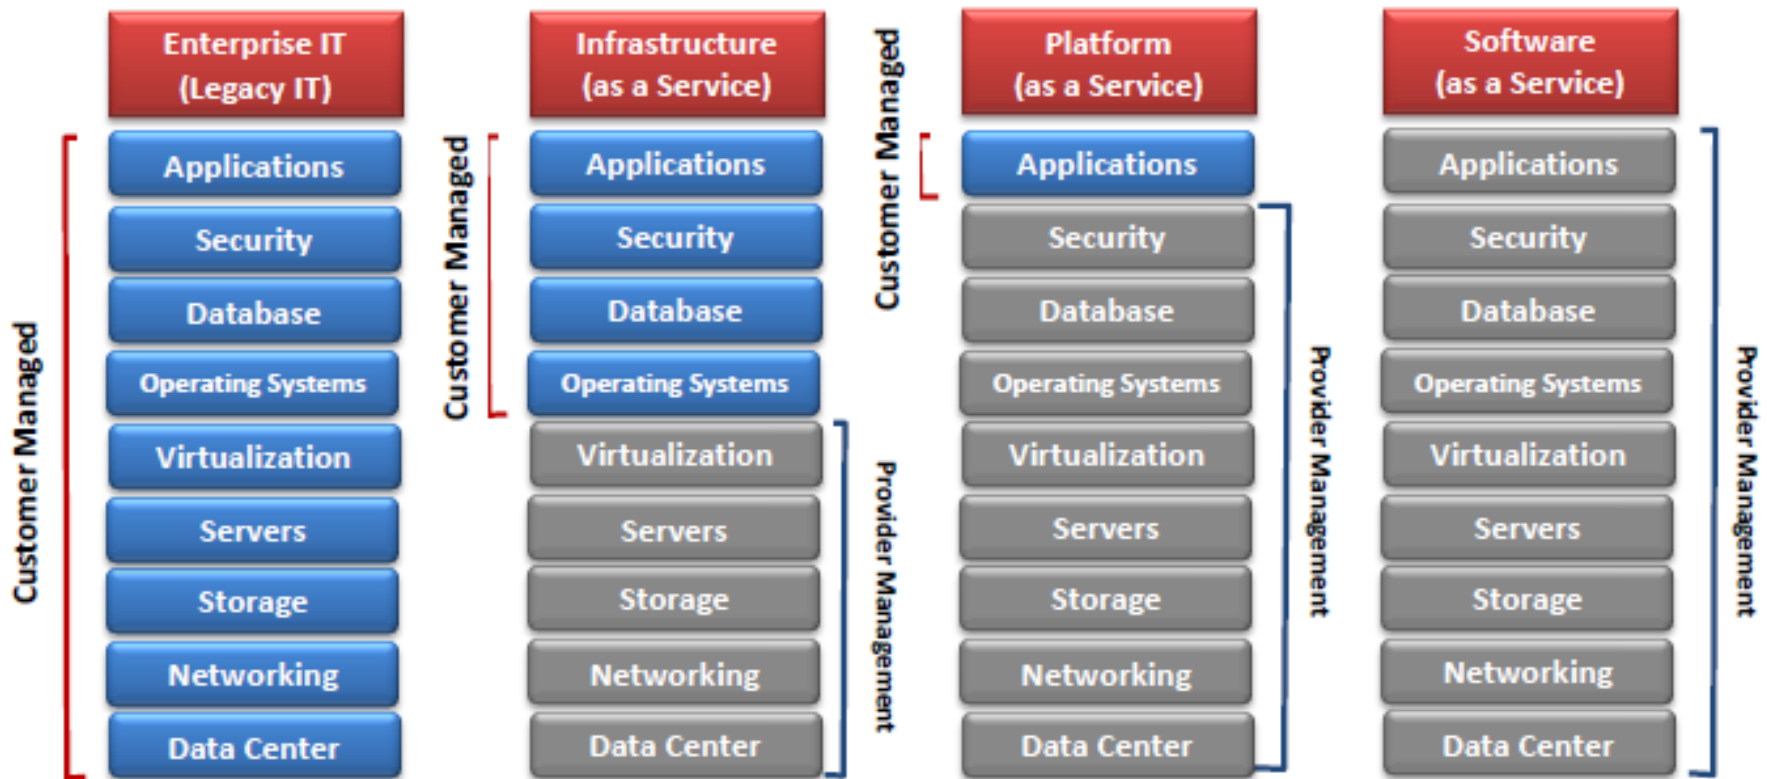 Enterprise IT
(Legacy IT)
Customer Managed
Applications
Security
Database
Operating Systems
Virtualization
Servers
Storage
Networking
Data Center
Infrastructure
(as a Service)
Customer Managed
Applications
Security
Database
Operating Systems
Virtualization
Servers
Storage
Networking
Data Center
Provider Management
Platform
(as a Service)
Customer Managed
Applications
Security
Database
Operating Systems
Virtualization
Servers
Storage
Networking
Data Center
Provider Management
Software
(as a Service)
Applications
Security
Database
Operating Systems
Virtualization
Servers
Storage
Networking
Data Center
Provider Management